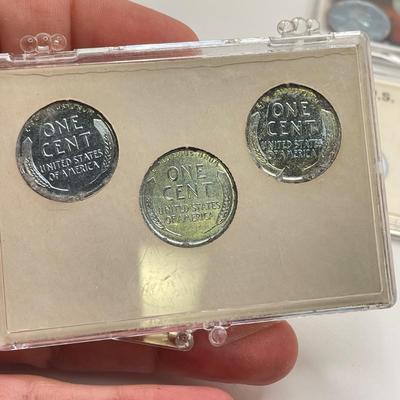 ONE
CENT
UNITED STATES
OF AMERICA
ONE
CENT
UNITED STATES
OF AMERICA
ONE
CENT
UNITED STATES
OF AMERICA
S.